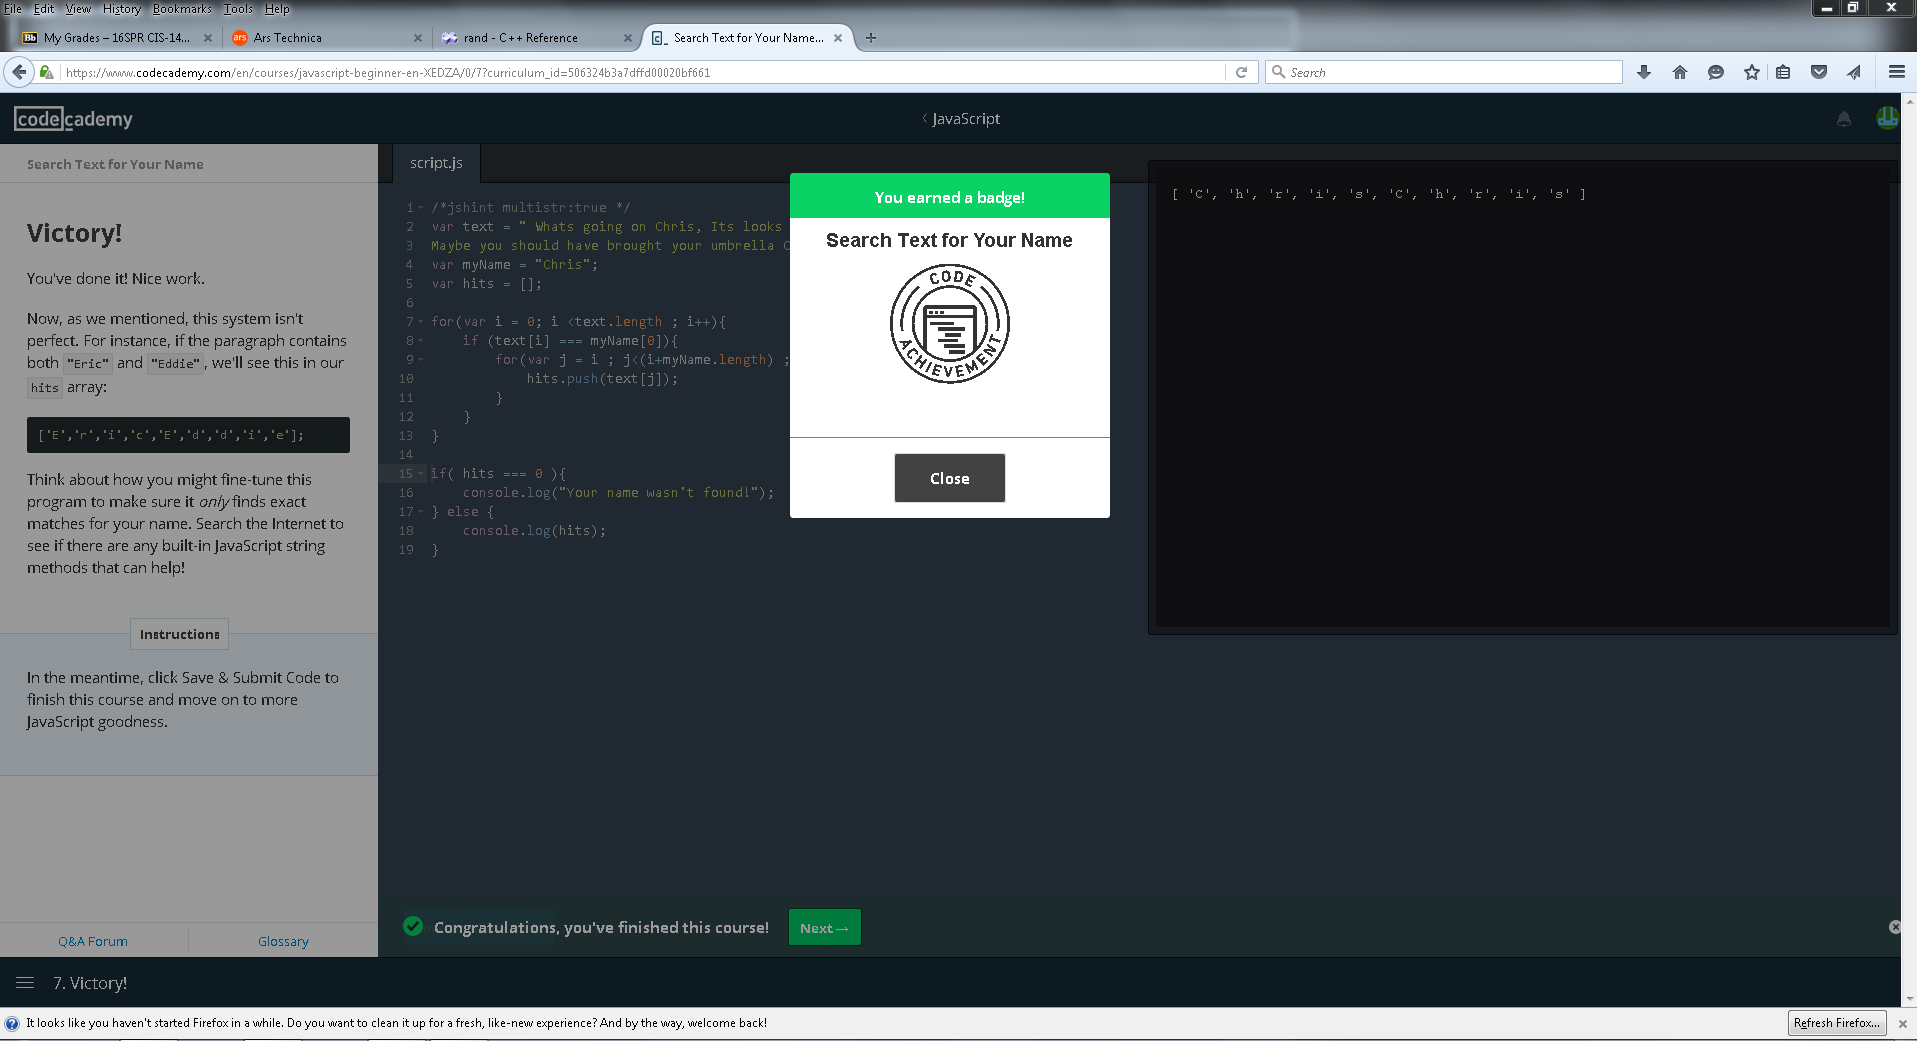 File Edit View History Bookmarks Tools Help
Bb My Grades – 16SPR CIS-14...
ars Ars Technica
rand - C++ Reference
c_ Search Text for Your Name...
https://www.codecademy.com/en/courses/javascript-beginner-en-XEDZA/0/7?curriculum_id=506324b3a7dffd00020bf661
Search
codecademy
JavaScript
Search Text for Your Name
Victory!
You've done it! Nice work.
Now, as we mentioned, this system isn't
perfect. For instance, if the paragraph contains
both "Eric" and "Eddie", we'll see this in our
hits array:
['E','r','i','c','E','d','d','i','e'];
Think about how you might fine-tune this
program to make sure it only finds exact
matches for your name. Search the Internet to
see if there are any built-in JavaScript string
methods that can help!
Instructions
In the meantime, click Save & Submit Code to
finish this course and move on to more
JavaScript goodness.
Q&A Forum
Glossary
script.js
1 /*jshint multistr:true */
2 var text = " Whats going on Chris, Its looks
3 Maybe you should have brought your umbrella C
4 var myName = "Chris";
5 var hits = [];
6
7 for(var i = 0; i <text.length ; i++){
8 if (text[i] === myName[0]){
9 for(var j = i ; j<(i+myName.length) ;
10 hits.push(text[j]);
11 }
12 }
13 }
14
15 if( hits === 0 ){
16 console.log("Your name wasn't found!");
17 } else {
18 console.log(hits);
19 }
You earned a badge!
Search Text for Your Name
CODE
ACHIEVEMENT
Close
[ 'C', 'h', 'r', 'i', 's', 'C', 'h', 'r', 'i', 's' ]
Congratulations, you've finished this course!
Next→
7. Victory!
It looks like you haven't started Firefox in a while. Do you want to clean it up for a fresh, like-new experience? And by the way, welcome back!
Refresh Firefox...